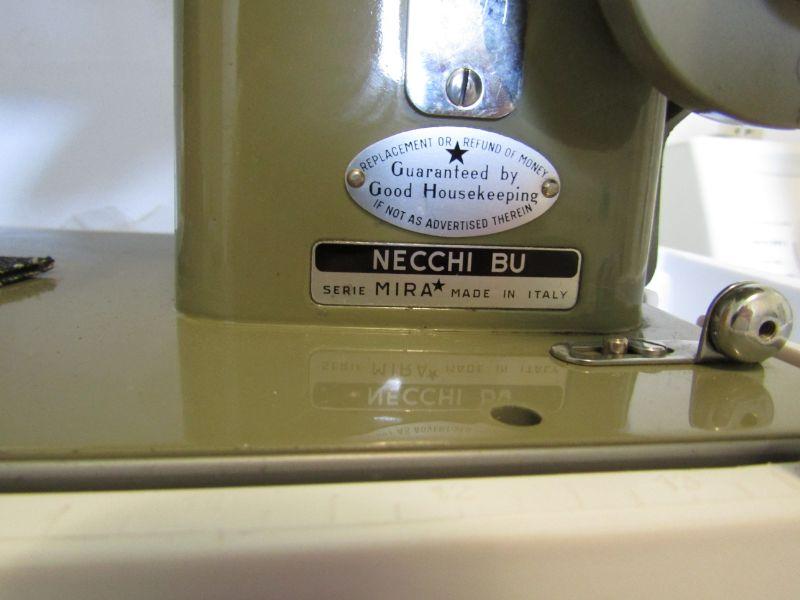 REPLACEMENT OR REFUND OF MONEY
★
Guaranteed by
Good Housekeeping
IF NOT AS ADVERTISED THEREIN
NECCHI BU
SERIE MIRA★ MADE IN ITALY